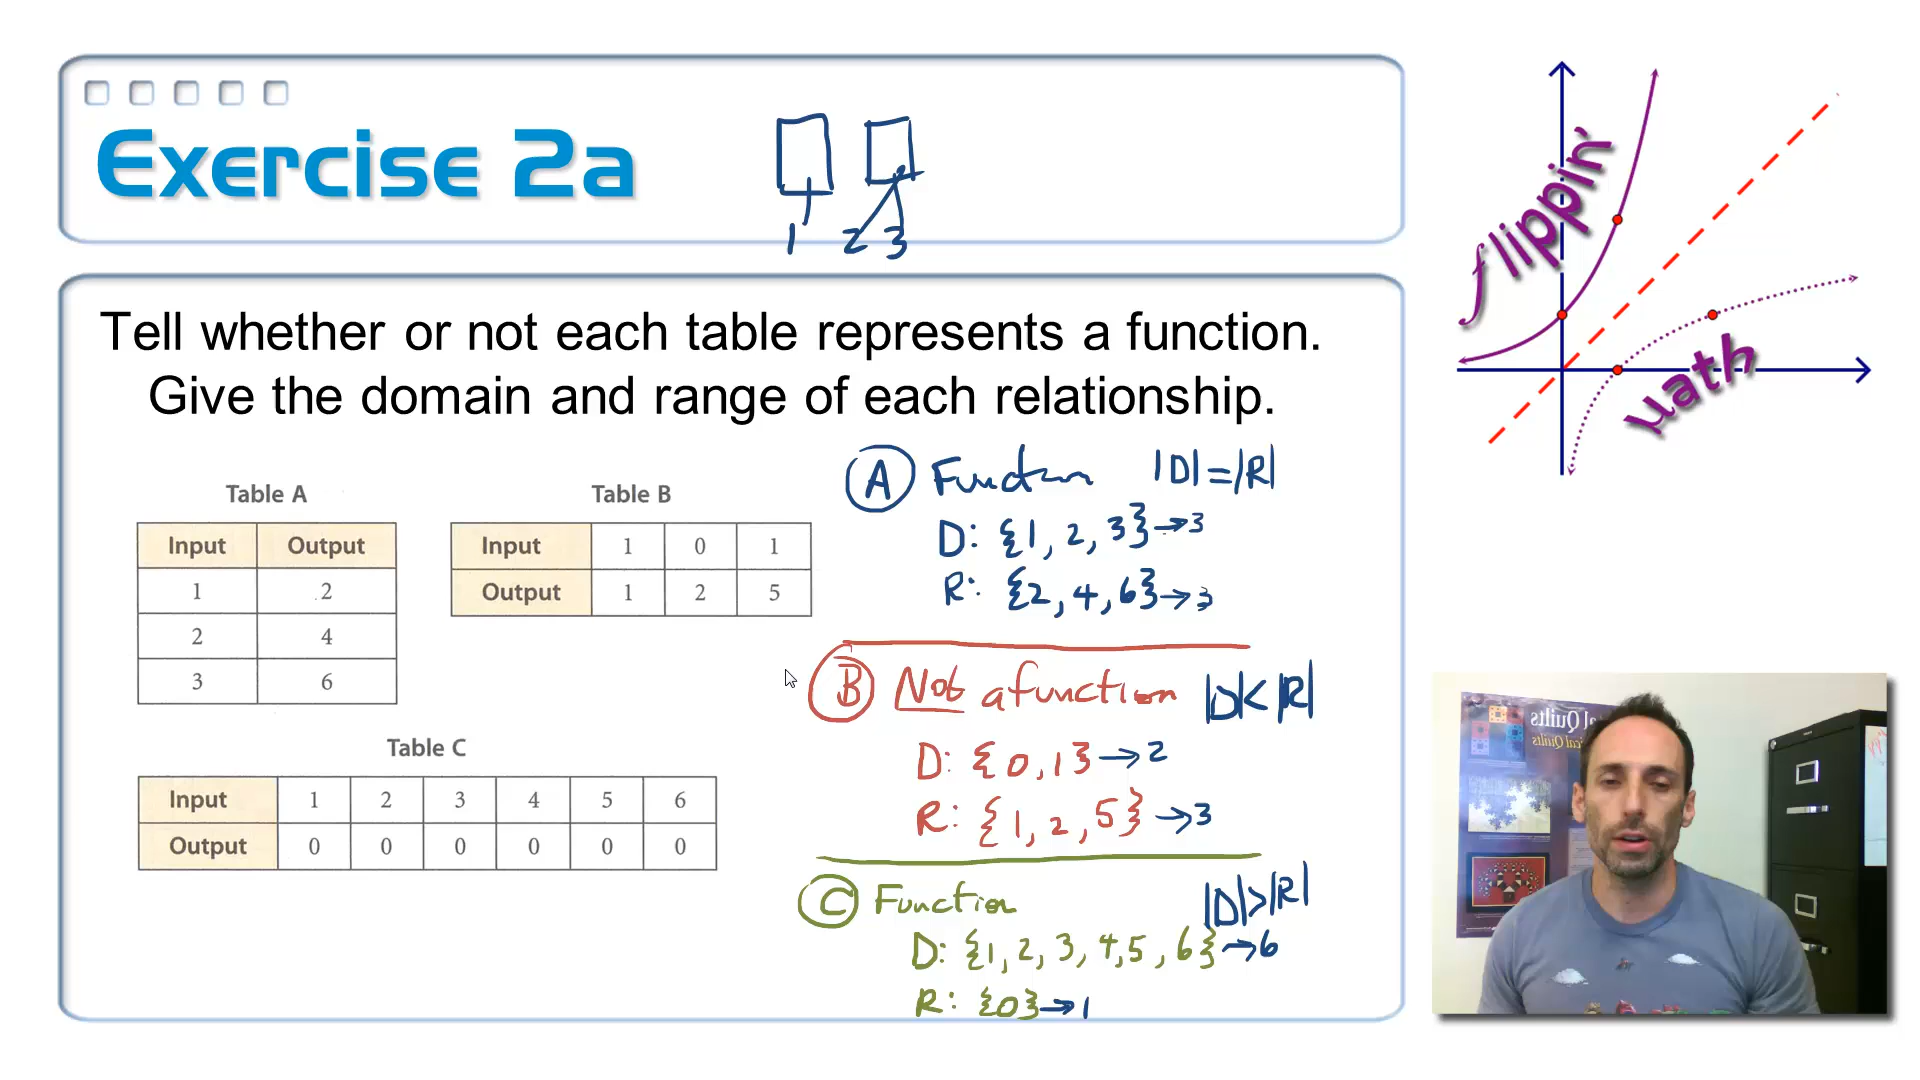 Exercise 2a
1 2 3
flippin'
math
Tell whether or not each table represents a function.
Give the domain and range of each relationship.
Table A
Input Output
1 2
2 4
3 6
Table B
Input 1 0 1
Output 1 2 5
Table C
Input 1 2 3 4 5 6
Output 0 0 0 0 0 0
A Function |D|=|R|
D: {1, 2, 3} → 3
R: {2, 4, 6} → 3
B Not a function |D|<|R|
D: {0, 1} → 2
R: {1, 2, 5} → 3
C Function |D|>|R|
D: {1, 2, 3, 4, 5, 6} → 6
R: {0} → 1